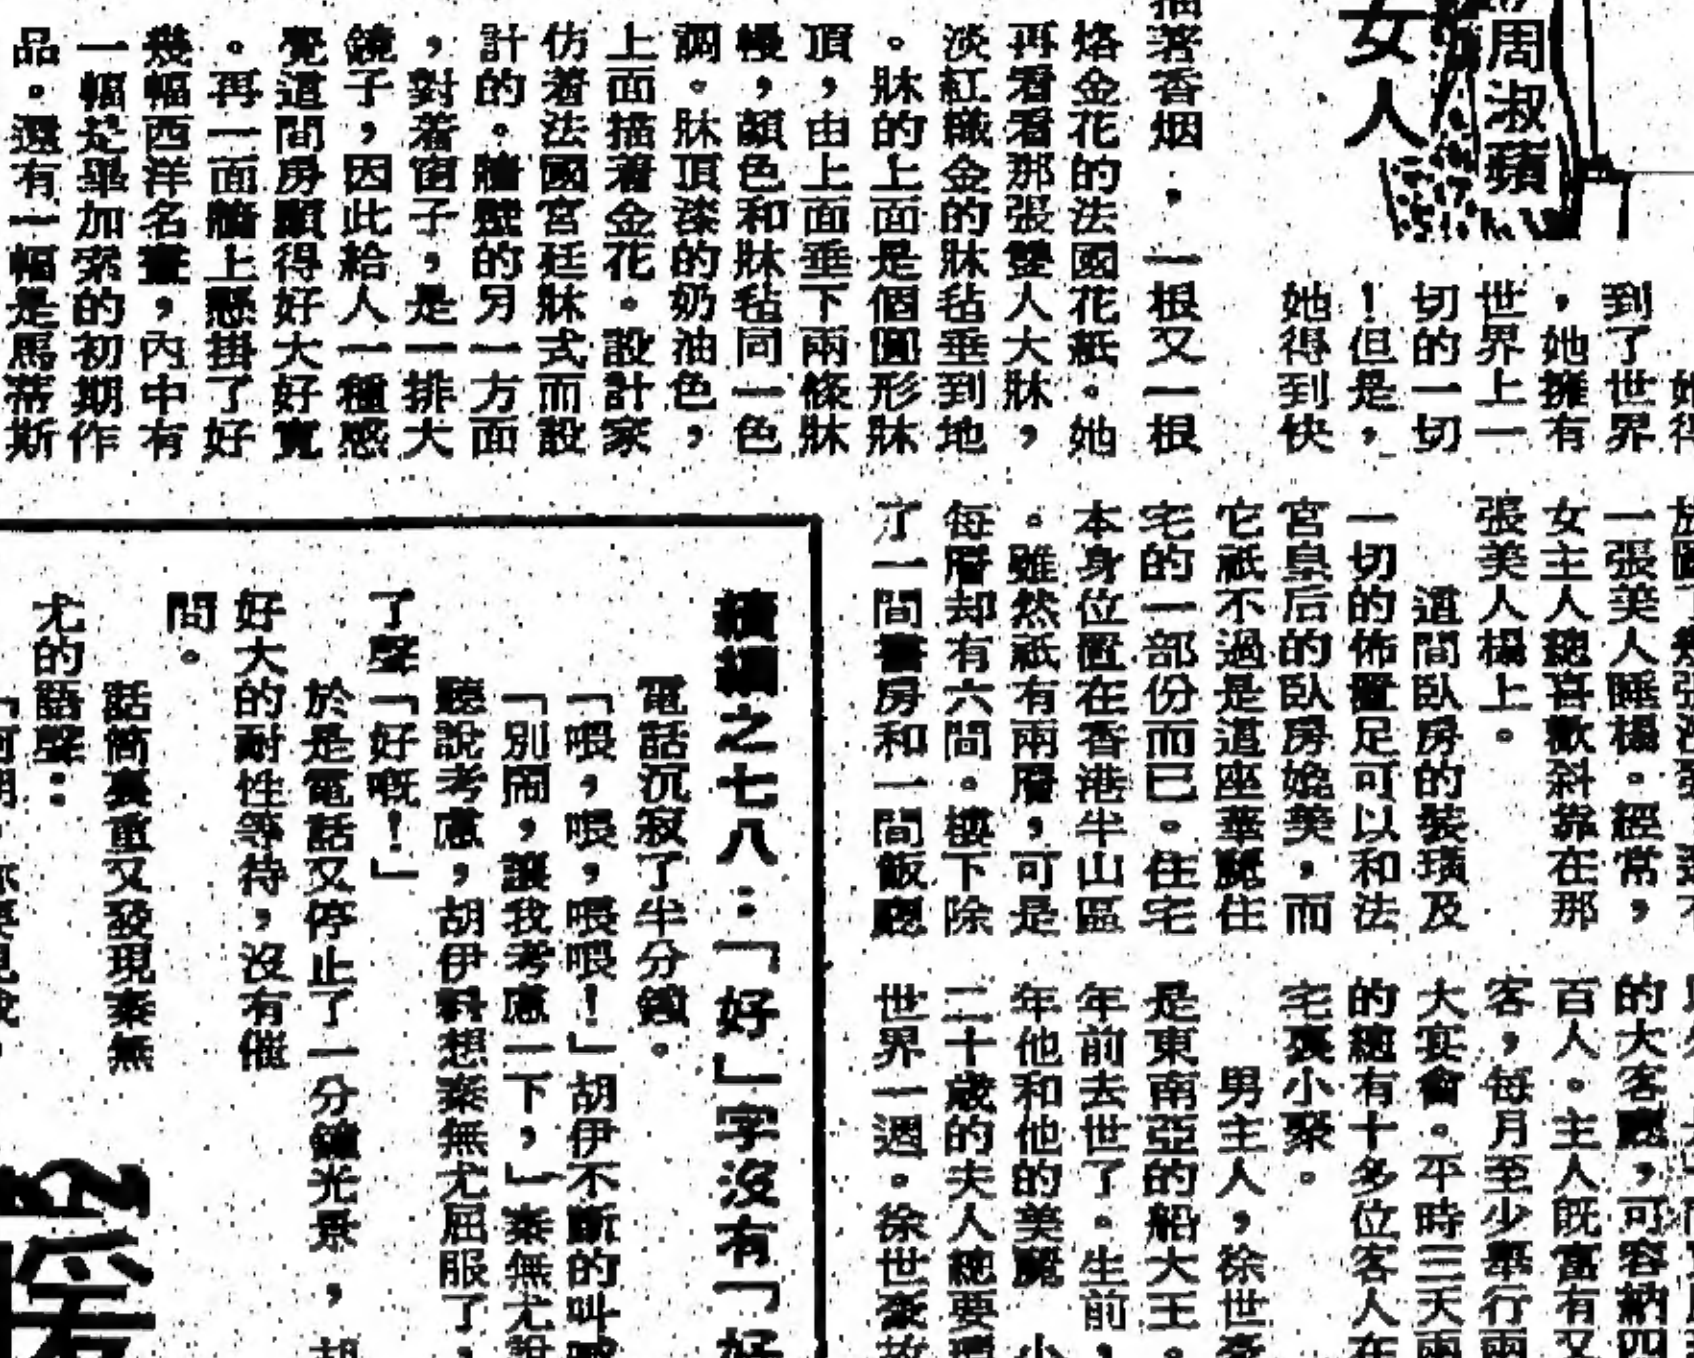 女人
周淑蘋
她得
到了世界
，她擁有
世界上一
切的一切
！但是，
她得到快
著香烟，一根又一根
烙金花的法國花紙。她
再看看那張雙人大牀，
淡紅織金的牀毡垂到地
。牀的上面是個圓形牀
頂，由上面垂下兩條牀
幔，顏色和牀毡同一色
調。牀頂漆的奶油色，
上面描著金花。設計家
仿着法國宮廷牀式而設
計的。牆壁的另一方面
，對着窗子，是一排大
鏡子，因此給人一種感
覺這間房顯得好大好寬
。再一面牆上懸掛了好
幾幅西洋名畫，內中有
一幅是畢加索的初期作
品。還有一幅是馬蒂斯
一張美人睡榻。經常，
女主人總喜歡斜靠在那
張美人榻上。
這間臥房的裝璜及
一切的佈置足可以和法
宮皇后的臥房媲美，而
它祇不過是這座華麗住
宅的一部份而已。住宅
本身位置在香港半山區
。雖然祇有兩層，可是
每層却有六間。樓下除
了一間書房和一間飯廳
的大客廳，可容納四
百人。主人既富有又
客，每月至少舉行兩
大宴會。平時三天兩
的總有十多位客人在
宅裏小聚。
男主人，徐世豪
是東南亞的船大王。
年前去世了。生前，
年他和他的美麗　小
二十歲的夫人總要環
世界一週。徐世豪故
續緝之七八：「好」字沒有「好
電話沉寂了半分鐘。
「喂，喂，喂喂！」胡伊不斷的叫喊
「別鬧，讓我考慮一下，」秦無尤說
聽說考慮，胡伊料想秦無尤屈服了，
了聲「好嘅！」
於是電話又停止了一分鐘光景，胡
好大的耐性等待，沒有催
問。
話筒裏重又發現秦無
尤的語聲：